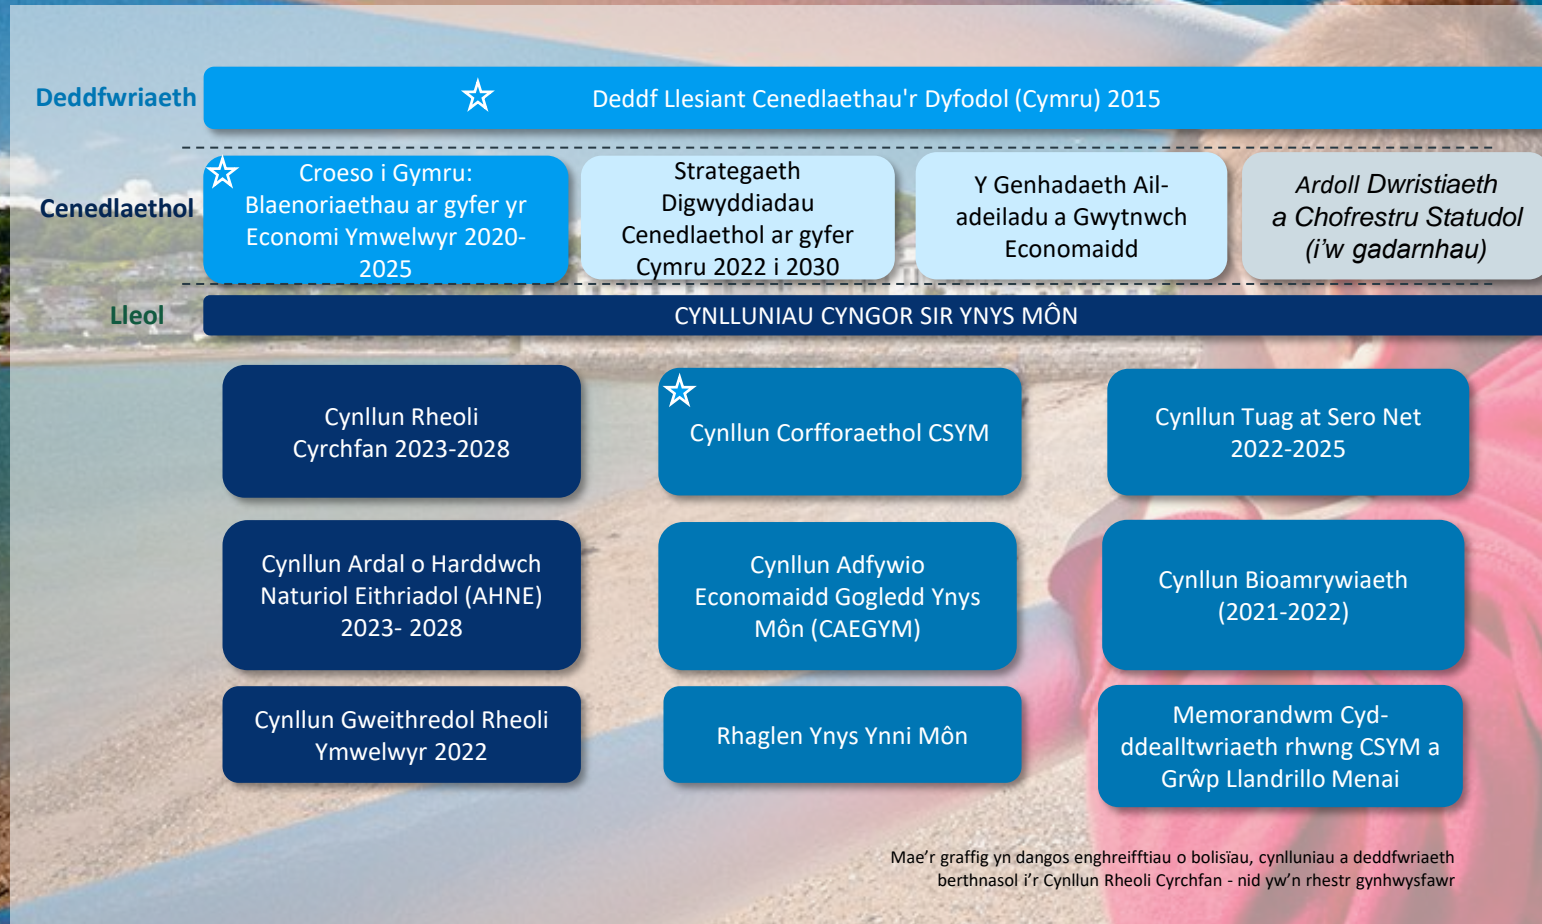 Deddfwriaeth
Deddf Llesiant Cenedlaethau'r Dyfodol (Cymru) 2015
Cenedlaethol
Croeso i Gymru:
Blaenoriaethau ar gyfer yr
Economi Ymwelwyr 2020-
2025
Strategaeth
Digwyddiadau
Cenedlaethol ar gyfer
Cymru 2022 i 2030
Y Genhadaeth Ail-
adeiladu a Gwytnwch
Economaidd
Ardoll Dwristiaeth
a Chofrestru Statudol
(i’w gadarnhau)
Lleol
CYNLLUNIAU CYNGOR SIR YNYS MÔN
Cynllun Rheoli
Cyrchfan 2023-2028
Cynllun Corfforaethol CSYM
Cynllun Tuag at Sero Net
2022-2025
Cynllun Ardal o Harddwch
Naturiol Eithriadol (AHNE)
2023- 2028
Cynllun Adfywio
Economaidd Gogledd Ynys
Môn (CAEGYM)
Cynllun Bioamrywiaeth
(2021-2022)
Cynllun Gweithredol Rheoli
Ymwelwyr 2022
Rhaglen Ynys Ynni Môn
Memorandwm Cyd-
ddealltwriaeth rhwng CSYM a
Grŵp Llandrillo Menai
Mae’r graffig yn dangos enghreifftiau o bolisïau, cynlluniau a deddfwriaeth
berthnasol i’r Cynllun Rheoli Cyrchfan - nid yw’n rhestr gynhwysfawr